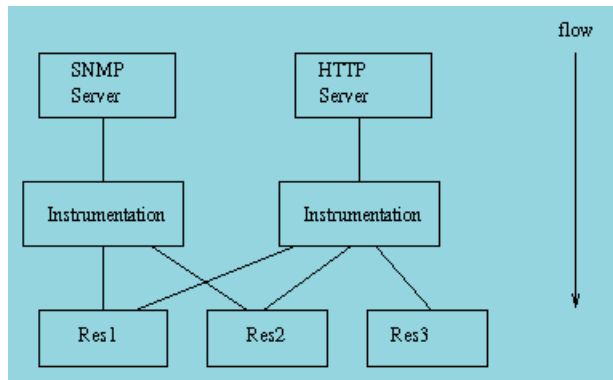 flow
SNMP
Server
HTTP
Server
Instrumentation
Instrumentation
Res1
Res2
Res3